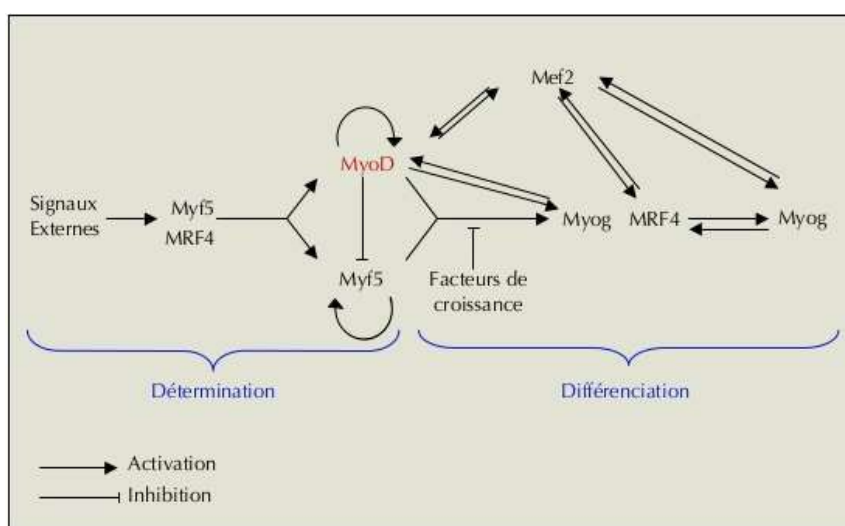 Mef2
MyoD
Signaux
Externes
Myf5
MRF4
Myog
MRF4
Myog
Myf5
Facteurs de
croissance
Détermination
Différenciation
Activation
Inhibition